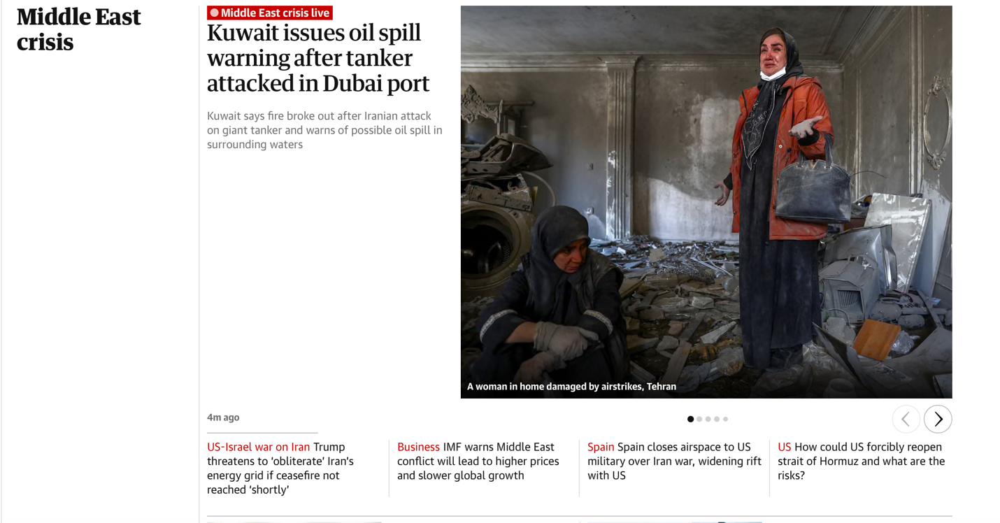 Middle East
crisis
Middle East crisis live
Kuwait issues oil spill
warning after tanker
attacked in Dubai port
Kuwait says fire broke out after Iranian attack
on giant tanker and warns of possible oil spill in
surrounding waters
A woman in home damaged by airstrikes, Tehran
4m ago
US-Israel war on Iran Trump
threatens to ‘obliterate’ Iran’s
energy grid if ceasefire not
reached ‘shortly’
Business IMF warns Middle East
conflict will lead to higher prices
and slower global growth
Spain Spain closes airspace to US
military over Iran war, widening rift
with US
US How could US forcibly reopen
strait of Hormuz and what are the
risks?